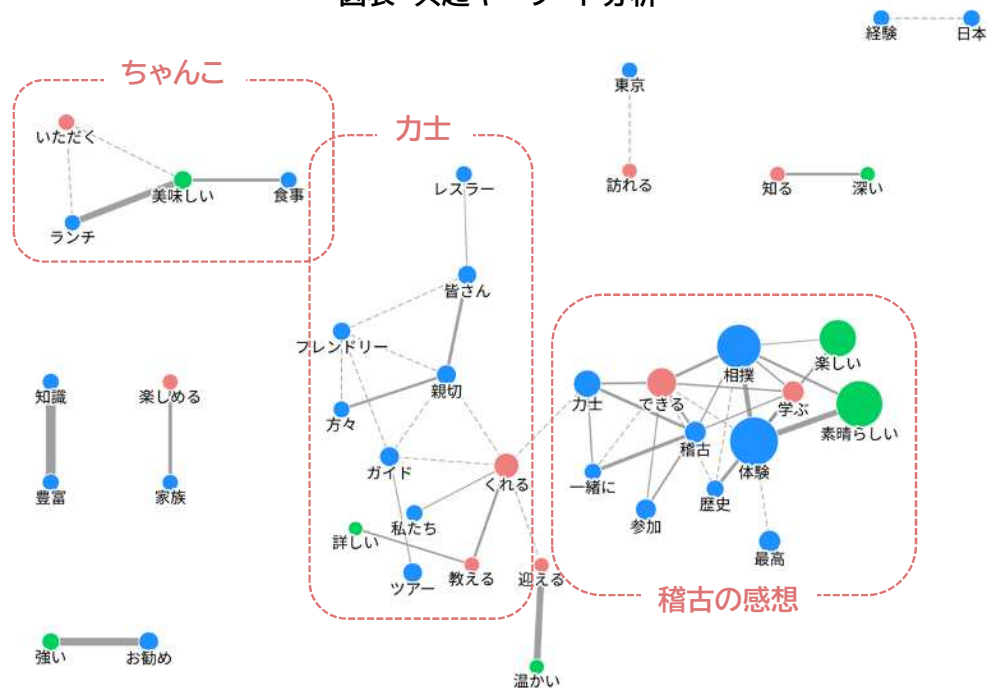 経験
日本
ちゃんこ
東京
いただく
力士
美味しい
食事
レスラー
訪れる
知る
深い
ランチ
皆さん
フレンドリー
親切
方々
知識
楽しめる
豊富
家族
相撲
楽しい
力士
できる
学ぶ
素晴らしい
稽古
体験
一緒に
歴史
参加
最高
ガイド
くれる
私たち
詳しい
教える
ツアー
迎える
稽古の感想
強い
お勧め
温かい